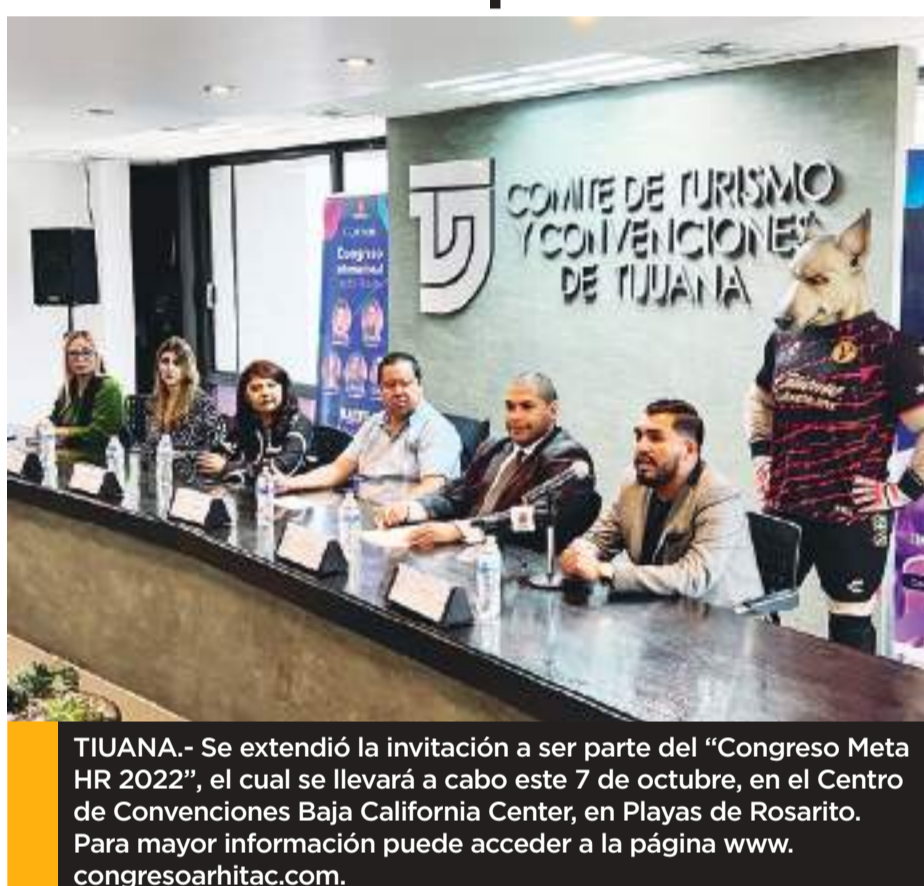 COMITE DE TURISMO
Y CONVENCIONES
DE TIJUANA
Congreso
TIUANA.- Se extendió la invitación a ser parte del “Congreso Meta
HR 2022”, el cual se llevará a cabo este 7 de octubre, en el Centro
de Convenciones Baja California Center, en Playas de Rosarito.
Para mayor información puede acceder a la página www.
congresoarhitac.com.